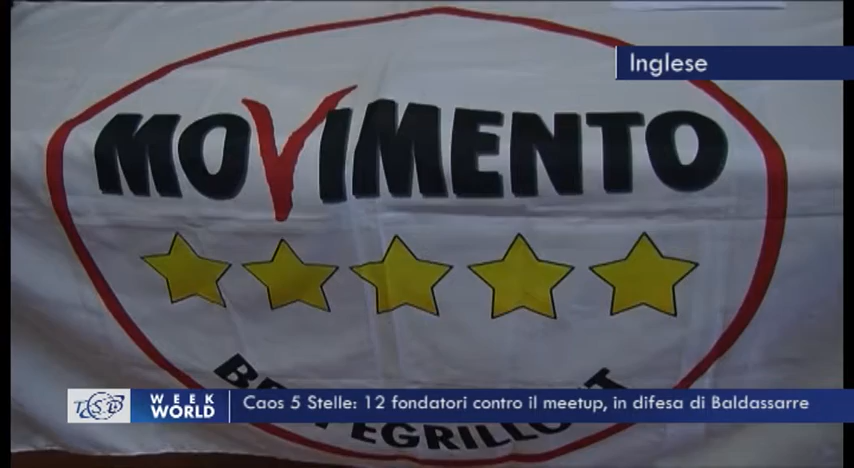 Inglese
MOVIMENTO
WEEK
WORLD
Caos 5 Stelle: 12 fondatori contro il meetup, in difesa di Baldassarre